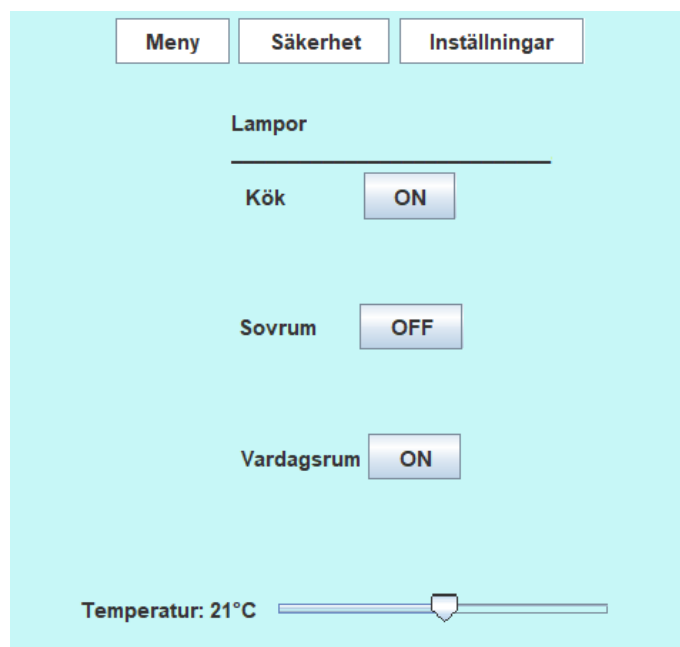 Meny Säkerhet Inställningar
Lampor
Kök ON
Sovrum OFF
Vardagsrum ON
Temperatur: 21°C